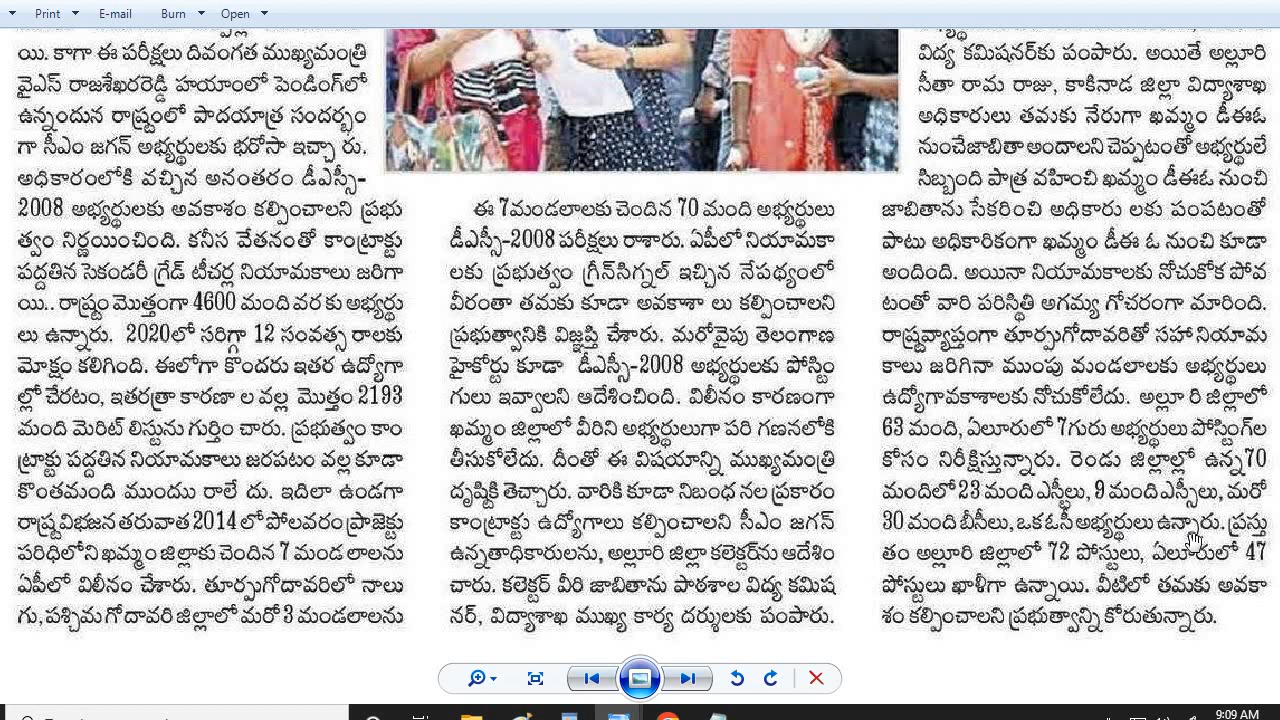 Print
E-mail
Burn
Open
యి. కాగా ఈ పరీక్షలు దివంగత ముఖ్యమంత్రి
వైఎస్ రాజశేఖరరెడ్డి హయాంలో పెండింగ్‌లో
ఉన్నందున రాష్ట్రంలో పాదయాత్ర సందర్భం
గా సీఎం జగన్ అభ్యర్థులకు భరోసా ఇచ్చా రు.
అధికారంలోకి వచ్చిన అనంతరం డీఎస్సీ-
2008 అభ్యర్థులకు అవకాశం కల్పించాలని ప్రభు
త్వం నిర్ణయించింది. కనీస వేతనంతో కాంట్రాక్టు
పద్ధతిన సెకండరీ గ్రేడ్ టీచర్ల నియామకాలు జరిగా
యి.. రాష్ట్రం మొత్తంగా 4600 మంది వర కు అభ్యర్థు
లు ఉన్నారు. 2020లో సరిగ్గా 12 సంవత్స రాలకు
మోక్షం కలిగింది. ఈలోగా కొందరు ఇతర ఉద్యోగా
ల్లో చేరటం, ఇతరత్రా కారణా ల వల్ల మొత్తం 2193
మంది మెరిట్ లిస్టును గుర్తిం చారు. ప్రభుత్వం కాం
ట్రాక్టు పద్ధతిన నియామకాలు జరపటం వల్ల కూడా
కొంతమంది ముందుు రాలే దు. ఇదిలా ఉండగా
రాష్ట్ర విభజన తరువాత 2014 లో పోలవరం ప్రాజెక్టు
పరిధిలోని ఖమ్మం జిల్లాకు చెందిన 7 మండ లాలను
ఏపీలో విలీనం చేశారు. తూర్పుగోదావరిలో నాలు
గు, పశ్చిమ గోదావరి జిల్లాలో మరో 3 మండలాలను
ఈ 7మండలాలకు చెందిన 70 మంది అభ్యర్థులు
డీఎస్సీ-2008 పరీక్షలు రాశారు. ఏపీలో నియామకా
లకు ప్రభుత్వం గ్రీన్‌సిగ్నల్ ఇచ్చిన నేపథ్యంలో
వీరంతా తమకు కూడా అవకాశా లు కల్పించాలని
ప్రభుత్వానికి విజ్ఞప్తి చేశారు. మరోవైపు తెలంగాణ
హైకోర్టు కూడా డీఎస్సీ-2008 అభ్యర్థులకు పోస్టిం
గులు ఇవ్వాలని ఆదేశించింది. విలీనం కారణంగా
ఖమ్మం జిల్లాలో వీరిని అభ్యర్థులుగా పరి గణనలోకి
తీసుకోలేదు. దీంతో ఈ విషయాన్ని ముఖ్యమంత్రి
దృష్టికి తెచ్చారు. వారికి కూడా నిబంధ నల ప్రకారం
కాంట్రాక్టు ఉద్యోగాలు కల్పించాలని సీఎం జగన్
ఉన్నతాధికారులను, అల్లూరి జిల్లా కలెక్టర్‌ను ఆదేశిం
చారు. కలెక్టర్ వీరి జాబితాను పాఠశాల విద్య కమిష
నర్, విద్యాశాఖ ముఖ్య కార్య దర్శులకు పంపారు.
విద్య కమిషనర్‌కు పంపారు. అయితే అల్లూరి
సీతా రామ రాజు, కాకినాడ జిల్లా విద్యాశాఖ
అధికారులు తమకు నేరుగా ఖమ్మం డీఈఓ
నుంచేజాబితా అందాలని చెప్పటంతో అభ్యర్థులే
సిబ్బంది పాత్ర వహించి ఖమ్మం డీఈఓ నుంచి
జాబితాను సేకరించి అధికారు లకు పంపటంతో
పాటు అధికారికంగా ఖమ్మం డీఈ ఓ నుంచి కూడా
అందింది. అయినా నియామకాలకు నోచుకోక పోవ
టంతో వారి పరిస్థితి అగమ్య గోచరంగా మారింది.
రాష్ట్రవ్యాప్తంగా తూర్పుగోదావరితో సహా నియామ
కాలు జరిగినా ముంపు మండలాలకు అభ్యర్థులు
ఉద్యోగావకాశాలకు నోచుకోలేదు. అల్లూ రి జిల్లాలో
63 మంది, ఏలూరులో 7గురు అభ్యర్థులు పోస్టింగ్‌ల
కోసం నిరీక్షిస్తున్నారు. రెండు జిల్లాల్లో ఉన్న 70
మందిలో 23 మంది ఎస్టీలు, 9 మంది ఎస్సీలు, మరో
30 మంది బీసీలు, ఒక ఓసీ అభ్యర్థులు ఉన్నారు. ప్రస్తు
తం అల్లూరి జిల్లాలో 72 పోస్టులు, ఏలూరులో 47
పోస్టులు ఖాళీగా ఉన్నాయి. వీటిలో తమకు అవకా
శం కల్పించాలని ప్రభుత్వాన్ని కోరుతున్నారు.
9:09 AM